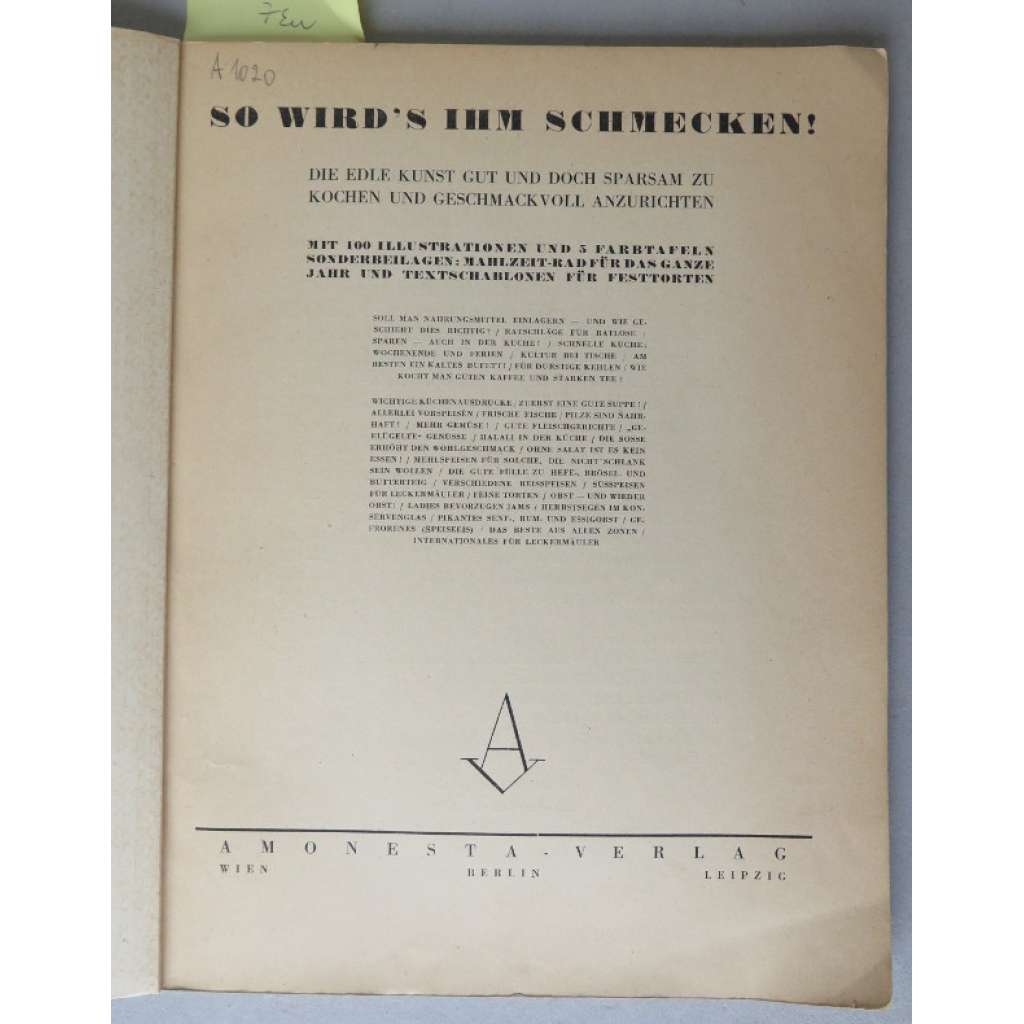 7 Eu
A 1020
SO WIRD'S IHM SCHMECKEN!
DIE EDLE KUNST GUT UND DOCH SPARSAM ZU
KOCHEN UND GESCHMACKVOLL ANZURICHTEN
MIT 100 ILLUSTRATIONEN UND 5 FARBTAFELN
SONDERBEILAGEN: MAHLZEIT-RAD FÜR DAS GANZE
JAHR UND TEXTSCHABLONEN FÜR FESTTORTEN
SOLL MAN NAHRUNGSMITTEL EINLAGERN — UND WIE GE-
SCHIEHT DIES RICHTIG? / RATSCHLÄGE FÜR RATLOSE /
SPAREN — AUCH IN DER KÜCHE! / SCHNELLE KÜCHE:
WOCHENENDE UND FERIEN / KULTUR BEI TISCHE / AM
BESTEN EIN KALTES BUFETT! / FÜR DURSTIGE KEHLEN / WIE
KOCHT MAN GUTEN KAFFEE UND STARKEN TEE?
WICHTIGE KÜCHENAUSDRÜCKE / ZUERST EINE GUTE SUPPE! /
ALLERLEI VORSPEISEN / FRISCHE FISCHE / PILZE SIND NAHR-
HAFT! / MEHR GEMÜSE! / GUTE FLEISCHGERICHTE / „GE-
FLÜGELTE“ GENÜSSE / HALALI IN DER KÜCHE / DIE SOSSE
ERHÖHT DEN WOHLGESCHMACK / OHNE SALAT IST ES KEIN
ESSEN! / MEHLSPEISEN FÜR SOLCHE, DIE NICHT SCHLANK
SEIN WOLLEN / DIE GUTE FÜLLE ZU HEFE-, BRÖSEL- UND
BUTTERTEIG / VERSCHIEDENE REISSPEISEN / SÜSSPEISEN
FÜR LECKERMÄULER / FEINE TORTEN / OBST — UND WIEDER
OBST! / LADIES BEVORZUGEN JAMS / HERBSTSEGEN IM KON-
SERVENGLAS / PIKANTES SENF-, RUM- UND ESSIGOBST / GE-
FRORENES (SPEISEEIS) / DAS BESTE AUS ALLEN ZONEN /
INTERNATIONALES FÜR LECKERMÄULER
A
AMONESTA-VERLAG
WIEN BERLIN LEIPZIG